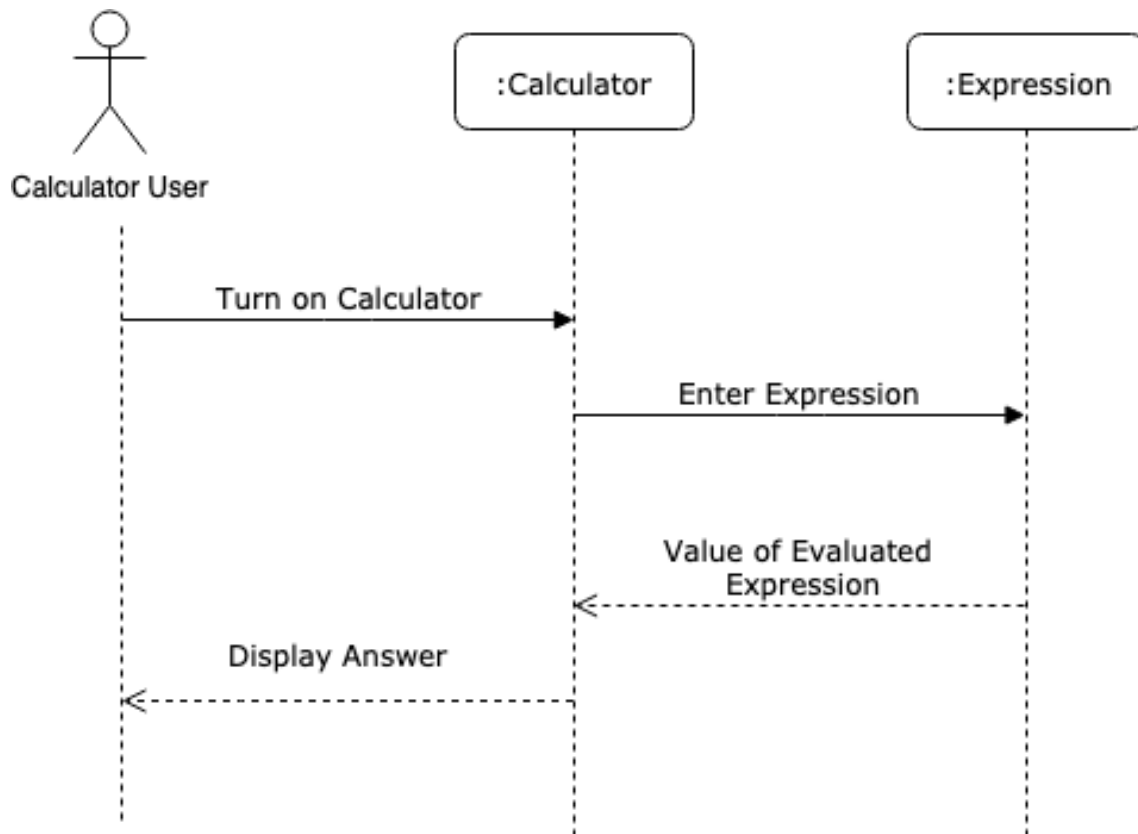 :Calculator
:Expression
Calculator User
Turn on Calculator
Enter Expression
Value of Evaluated
Expression
Display Answer